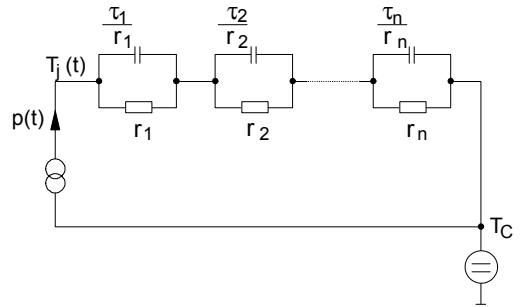 τ1 τ2 τn
r1 r2 rn
Tj (t)
r1 r2 rn
p(t)
TC